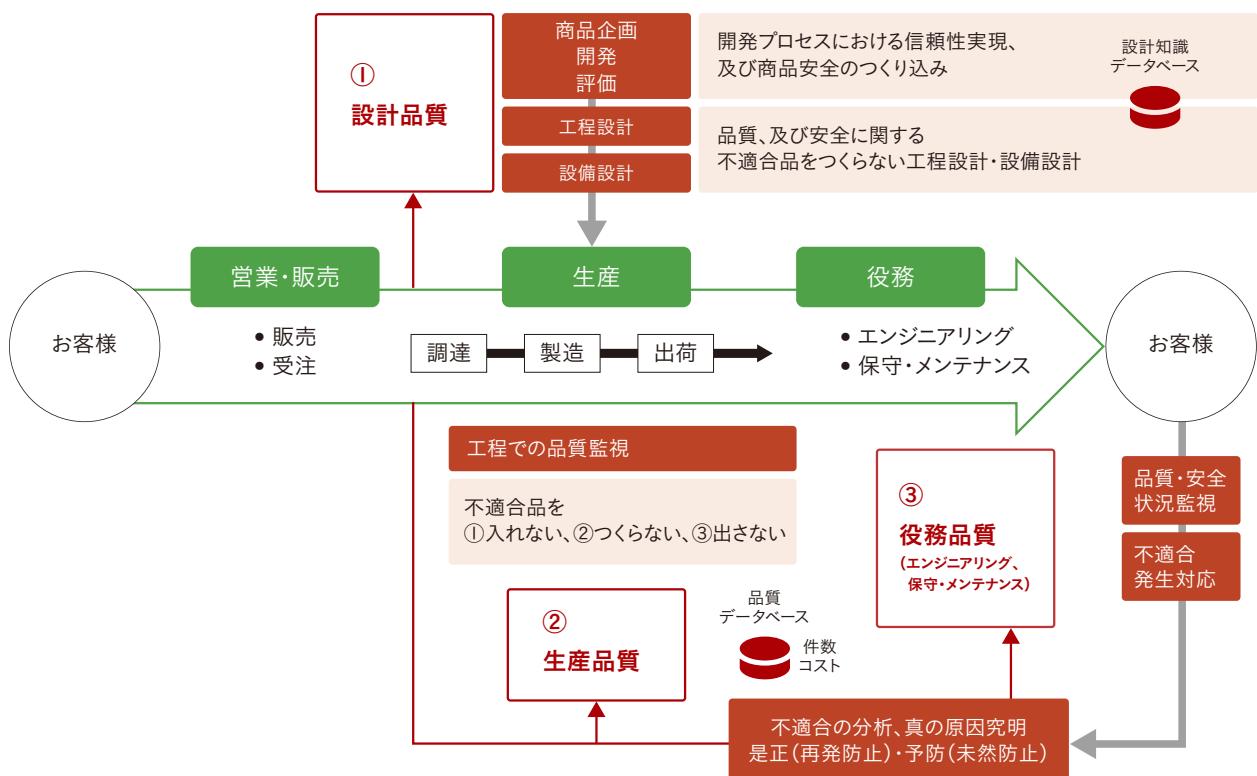 ①
設計品質
商品企画
開発
評価
開発プロセスにおける信頼性実現、
及び商品安全のつくり込み
設計知識
データベース
工程設計
設備設計
品質、及び安全に関する
不適合品をつくらない工程設計・設備設計
お客様
営業・販売
• 販売
• 受注
生産
調達
製造
出荷
役務
• エンジニアリング
• 保守・メンテナンス
お客様
工程での品質監視
不適合品を
①入れない、②つくらない、③出さない
③
役務品質
(エンジニアリング、
保守・メンテナンス)
品質・安全
状況監視
不適合
発生対応
②
生産品質
品質
データベース
件数
コスト
不適合の分析、真の原因究明
是正(再発防止)・予防(未然防止)